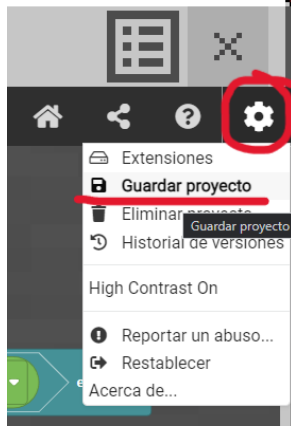 Extensiones
Guardar proyecto
Eliminar proyecto
Guardar proyecto
Historial de versiones
High Contrast On
Reportar un abuso...
Restablecer
Acerca de...
e